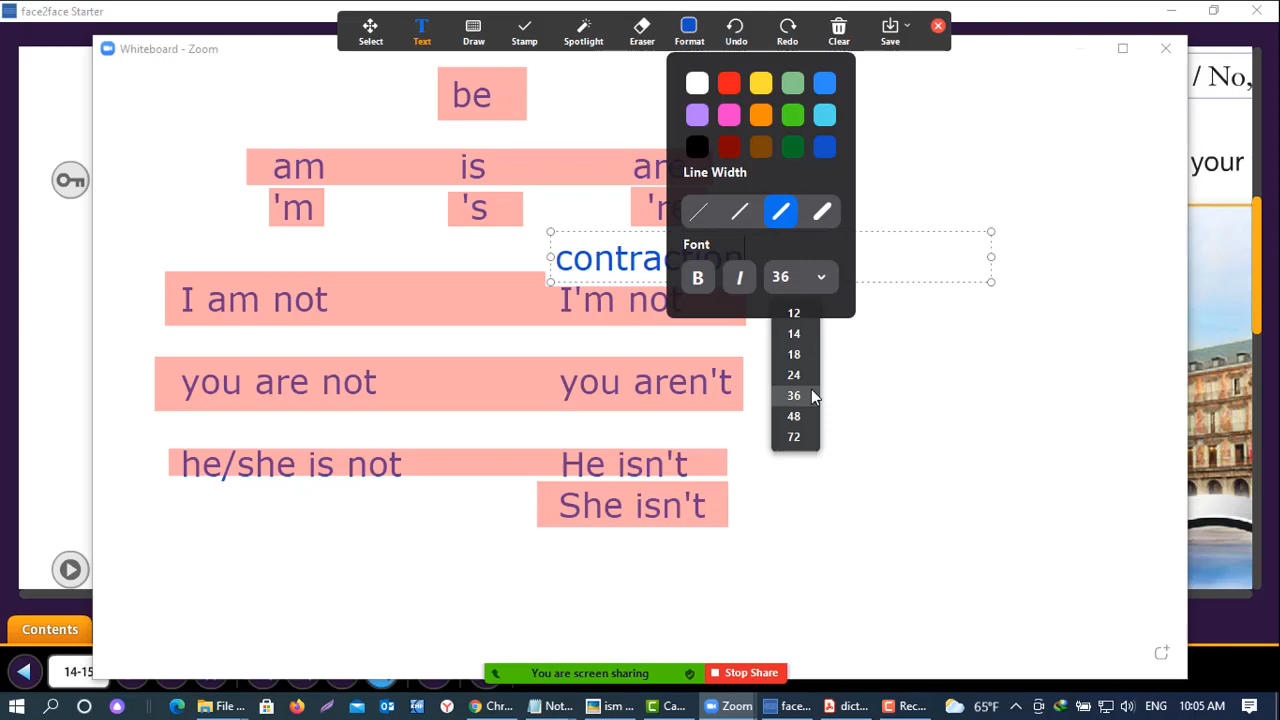 face2face Starter
Select
Text
Draw
Stamp
Spotlight
Eraser
Format
Undo
Redo
Clear
Save
Whiteboard - Zoom
/ No,
be
am is
'm 's 're
Line Width
your
Font
contraction
B I 36
I am not I'm not
12
14
18
24
36
48
72
you are not you aren't
he/she is not He isn't
She isn't
Contents
14-15
You are screen sharing
Stop Share
File ...
Chr...
Not...
ism ...
Ca...
Zoom
face...
dict...
Rec...
65°F
ENG
10:05 AM